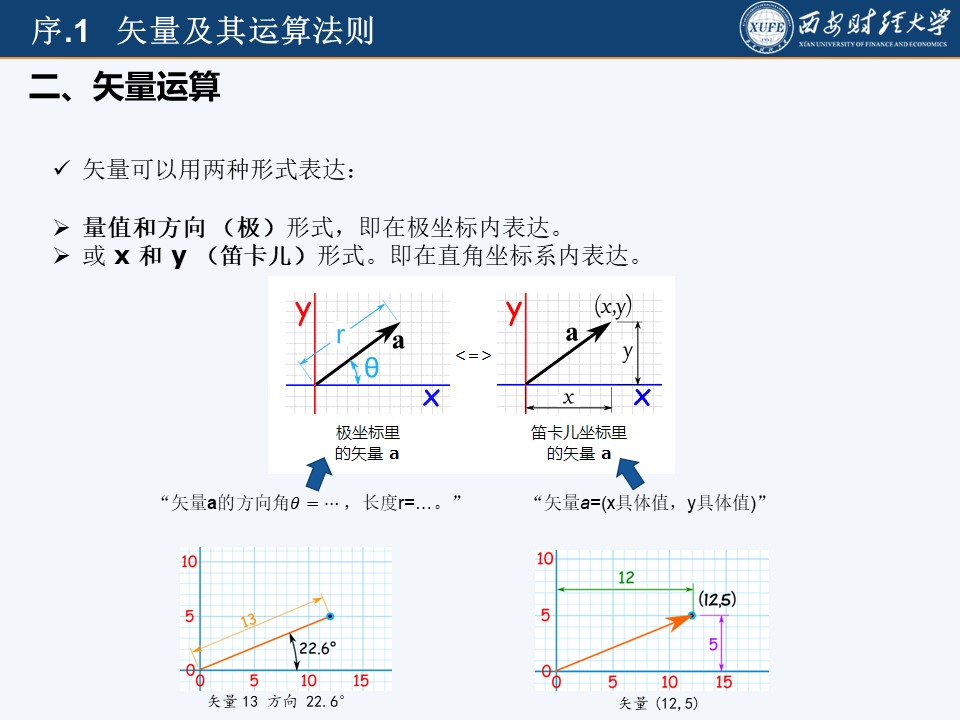 序.1 矢量及其运算法则
XUFE
西安财经大学
XI'AN UNIVERSITY OF FINANCE AND ECONOMICS
二、矢量运算
✓ 矢量可以用两种形式表达：
➢ 量值和方向（极）形式，即在极坐标内表达。
➢ 或 x 和 y （笛卡儿）形式。即在直角坐标系内表达。
y
r
a
θ
x
极坐标里
的矢量 a
<=>
y
(x,y)
a
y
x
x
笛卡儿坐标里
的矢量 a
“矢量a的方向角θ = ⋯ ，长度r=…。”
“矢量a=(x具体值，y具体值)”
10
5
0
13
22.6°
0 5 10 15
矢量 13 方向 22.6°
10
5
0
12
(12,5)
5
0 5 10 15
矢量 (12,5)